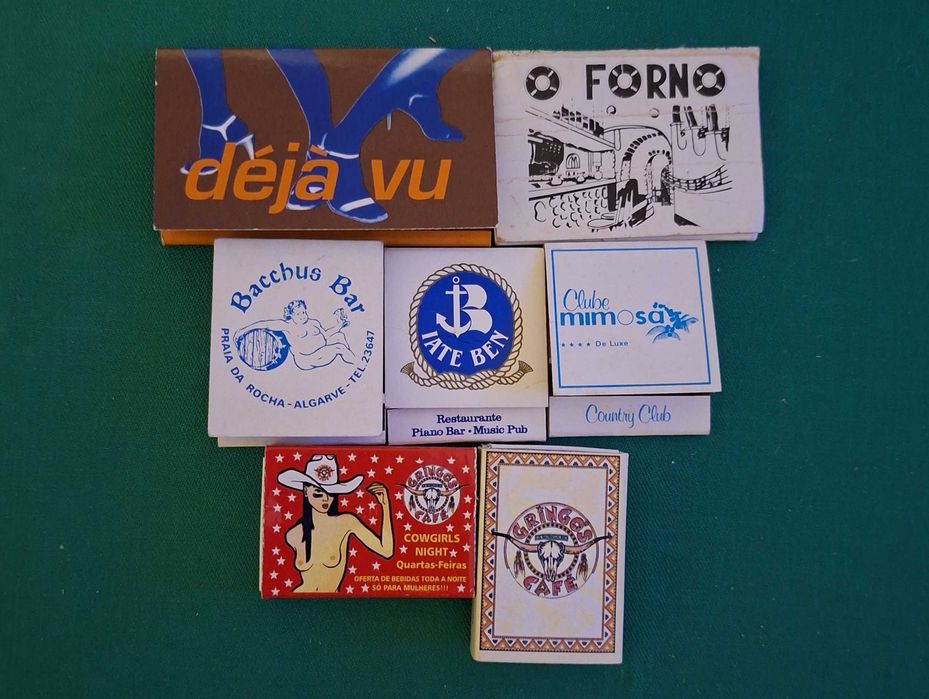 déjà vu
O FORNO
Bacchus Bar
PRAIA DA ROCHA - ALGARVE - TEL. 23647
B
IATE BEN
Restaurante
Piano Bar • Music Pub
Clube
mimosa
★★★★ De Luxe
Country Club
GRINGO'S
CAFÉ
COWGIRLS
NIGHT
Quartas-Feiras
OFERTA DE BEBIDAS TODA A NOITE
SÓ PARA MULHERES!!!
GRINGO'S
CAFÉ